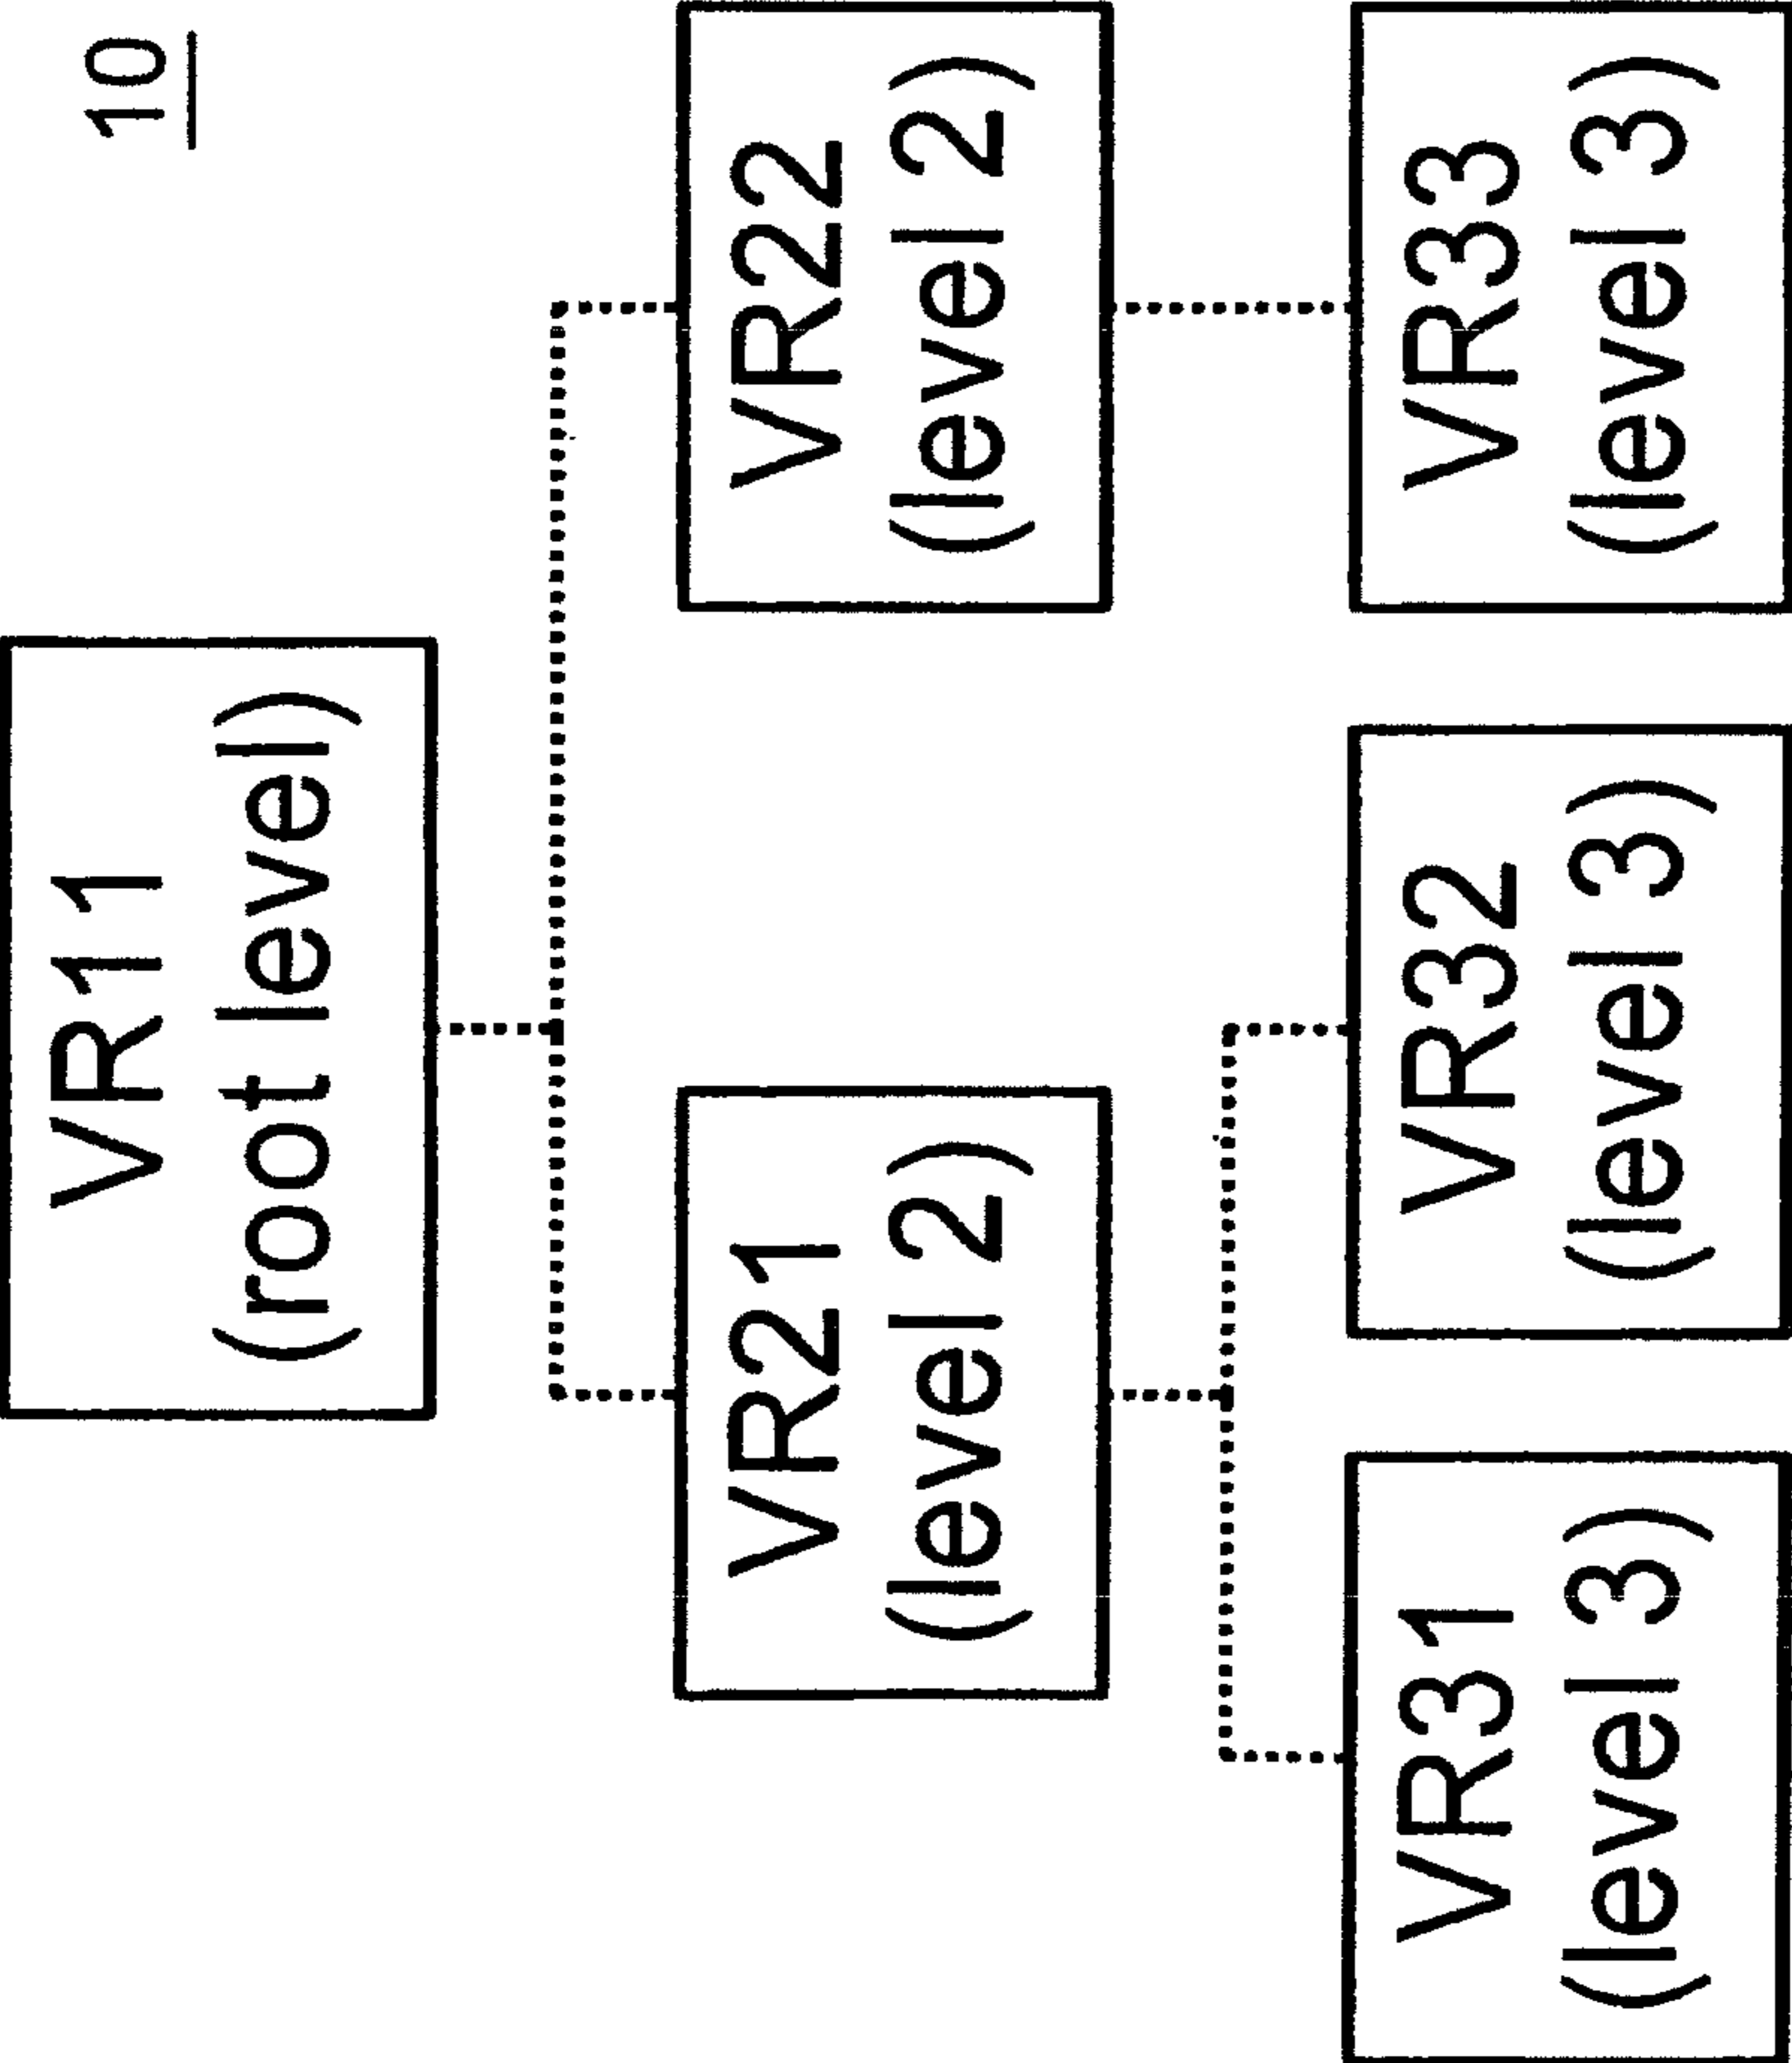 10
VR11
(root level)
VR21
(level 2)
VR22
(level 2)
VR31
(level 3)
VR32
(level 3)
VR33
(level 3)